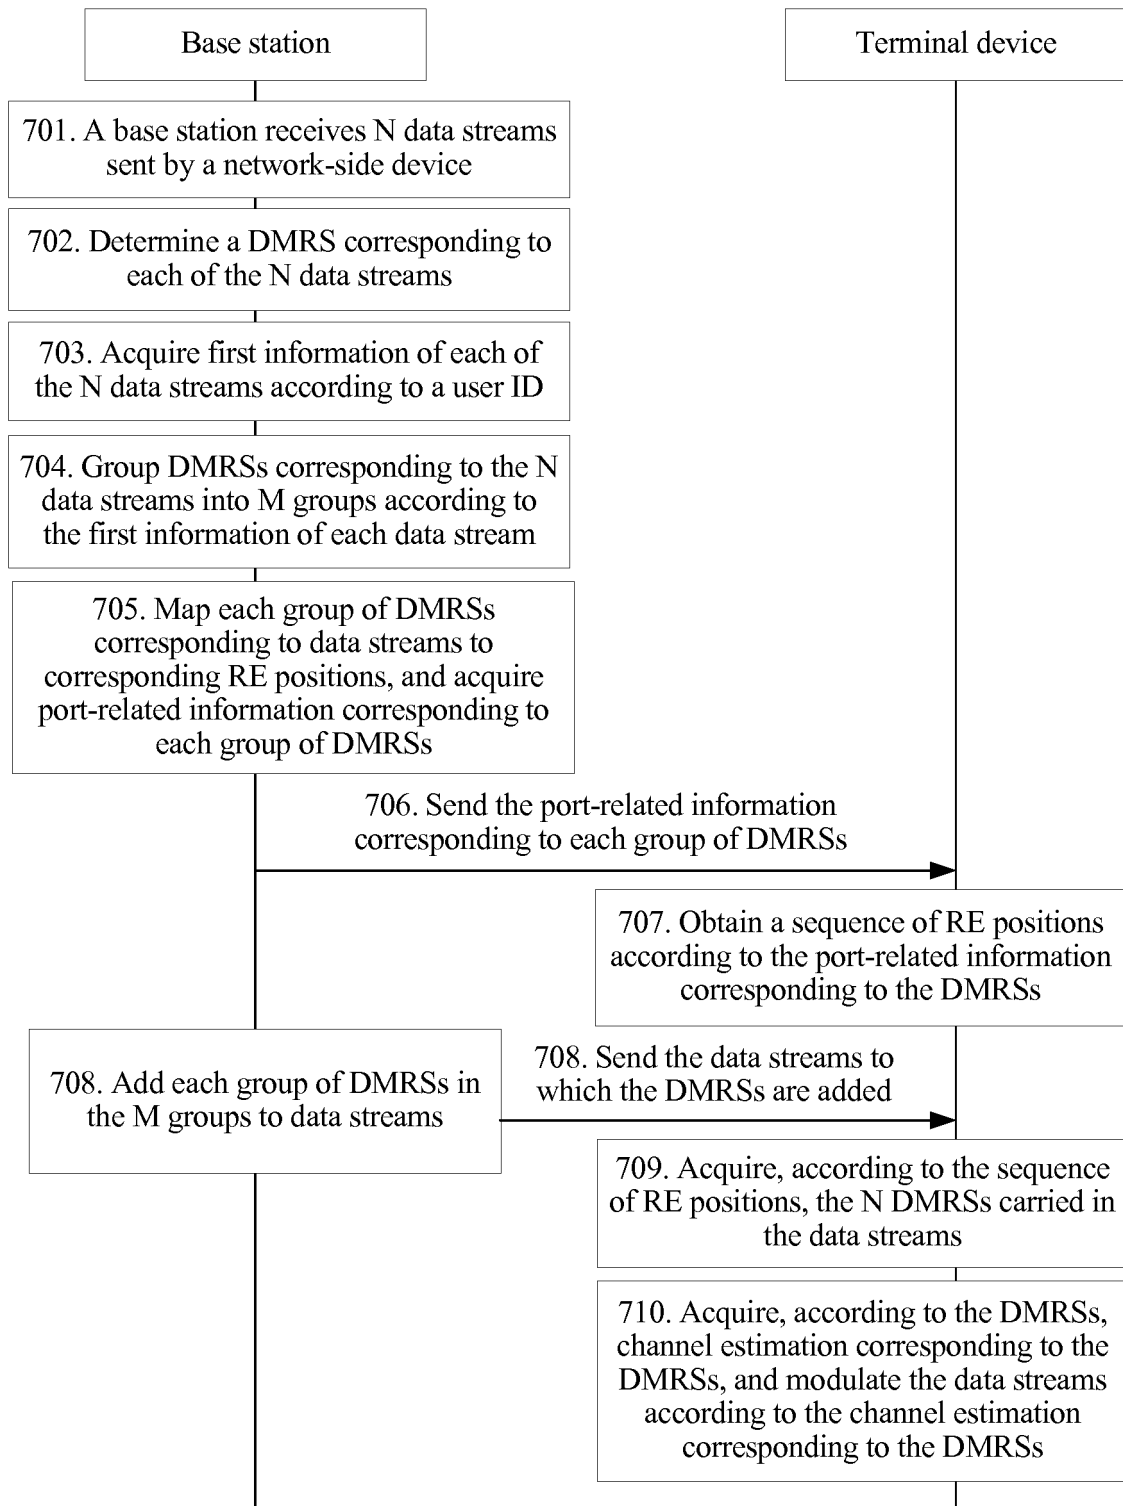 Base station
Terminal device
701. A base station receives N data streams
sent by a network-side device
702. Determine a DMRS corresponding to
each of the N data streams
703. Acquire first information of each of
the N data streams according to a user ID
704. Group DMRSs corresponding to the N
data streams into M groups according to
the first information of each data stream
705. Map each group of DMRSs
corresponding to data streams to
corresponding RE positions, and acquire
port-related information corresponding to
each group of DMRSs
706. Send the port-related information
corresponding to each group of DMRSs
707. Obtain a sequence of RE positions
according to the port-related information
corresponding to the DMRSs
708. Add each group of DMRSs in
the M groups to data streams
708. Send the data streams to
which the DMRSs are added
709. Acquire, according to the sequence
of RE positions, the N DMRSs carried in
the data streams
710. Acquire, according to the DMRSs,
channel estimation corresponding to the
DMRSs, and modulate the data streams
according to the channel estimation
corresponding to the DMRSs